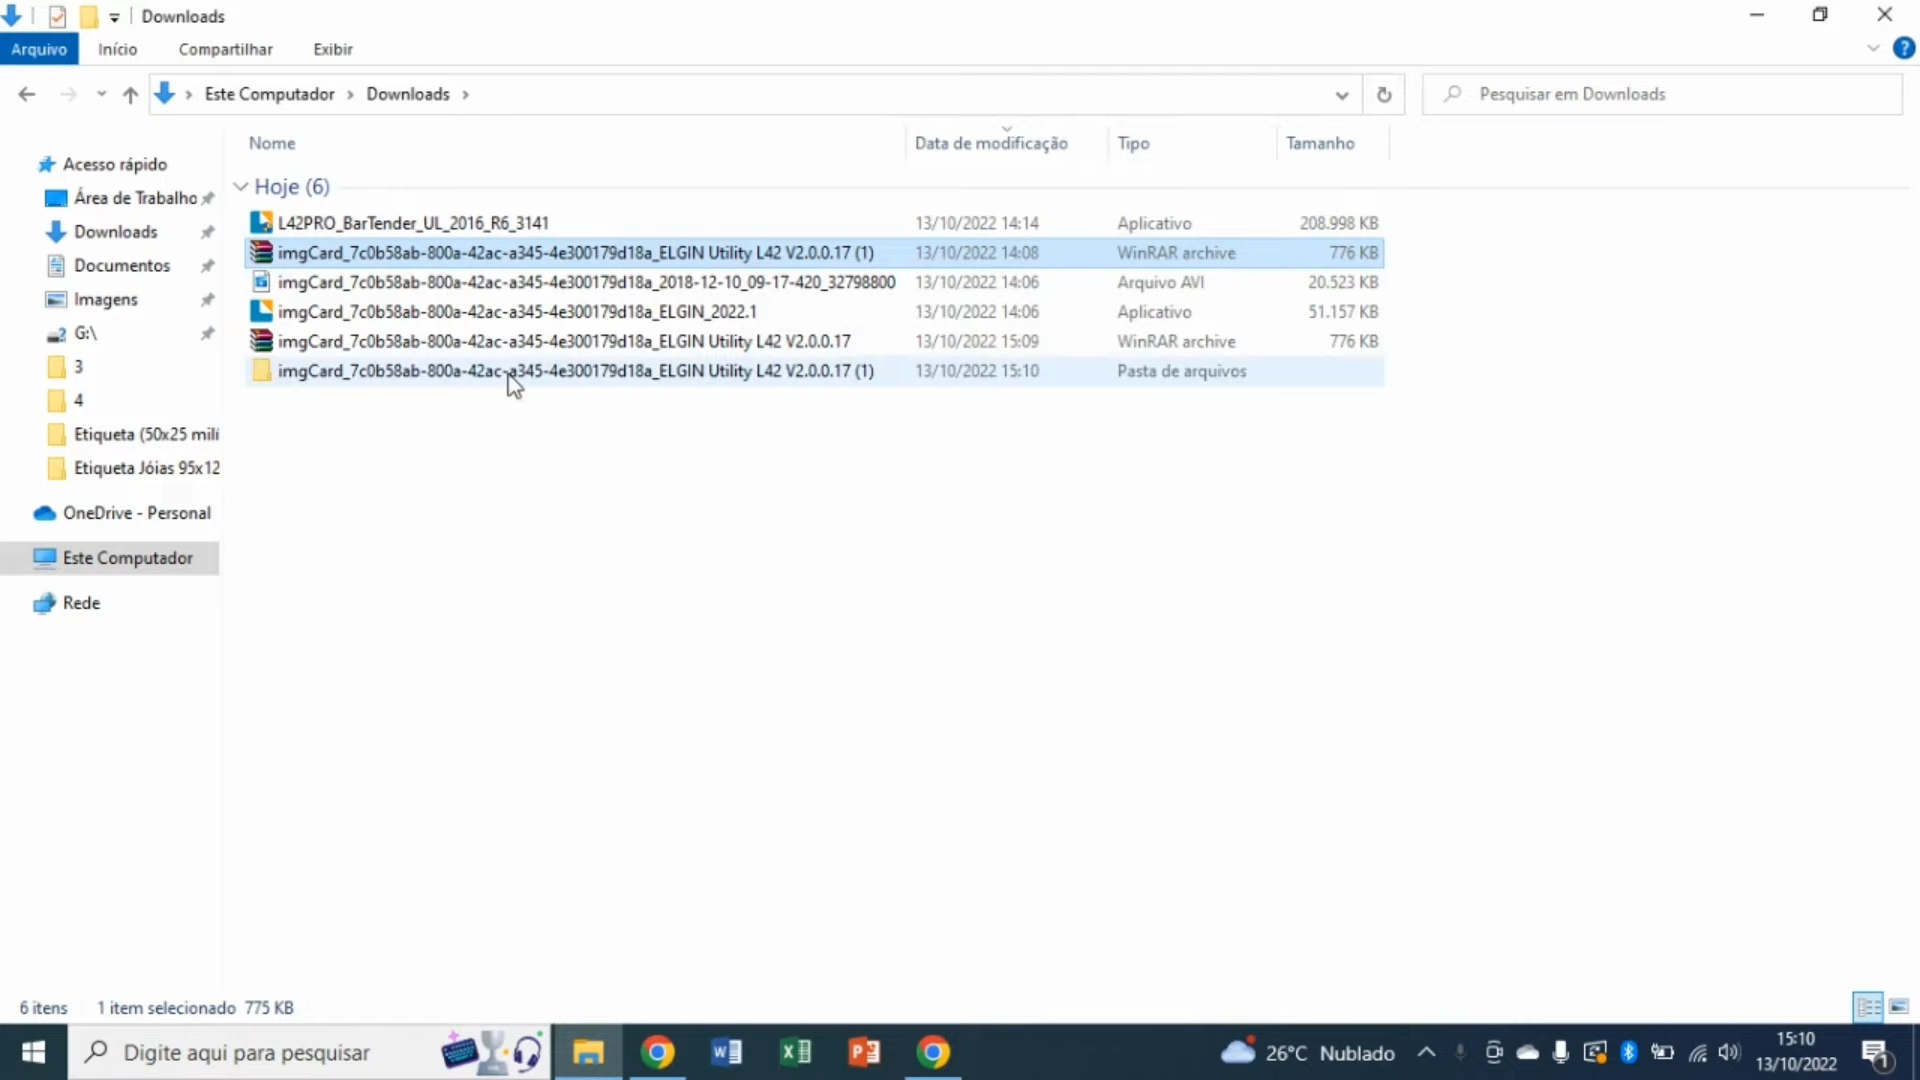 Downloads
Arquivo Início Compartilhar Exibir
Este Computador Downloads
Pesquisar em Downloads
Nome Data de modificação Tipo Tamanho
Acesso rápido
Área de Trabalho
Downloads
Documentos
Imagens
G:\
3
4
Etiqueta (50x25 milí
Etiqueta Jóias 95x12
OneDrive - Personal
Este Computador
Rede
Hoje (6)
L42PRO_BarTender_UL_2016_R6_3141 13/10/2022 14:14 Aplicativo 208.998 KB
imgCard_7c0b58ab-800a-42ac-a345-4e300179d18a_ELGIN Utility L42 V2.0.0.17 (1) 13/10/2022 14:08 WinRAR archive 776 KB
imgCard_7c0b58ab-800a-42ac-a345-4e300179d18a_2018-12-10_09-17-420_32798800 13/10/2022 14:06 Arquivo AVI 20.523 KB
imgCard_7c0b58ab-800a-42ac-a345-4e300179d18a_ELGIN_2022.1 13/10/2022 14:06 Aplicativo 51.157 KB
imgCard_7c0b58ab-800a-42ac-a345-4e300179d18a_ELGIN Utility L42 V2.0.0.17 13/10/2022 15:09 WinRAR archive 776 KB
imgCard_7c0b58ab-800a-42ac-a345-4e300179d18a_ELGIN Utility L42 V2.0.0.17 (1) 13/10/2022 15:10 Pasta de arquivos
6 itens 1 item selecionado 775 KB
Digite aqui para pesquisar
26°C Nublado
15:10
13/10/2022
1